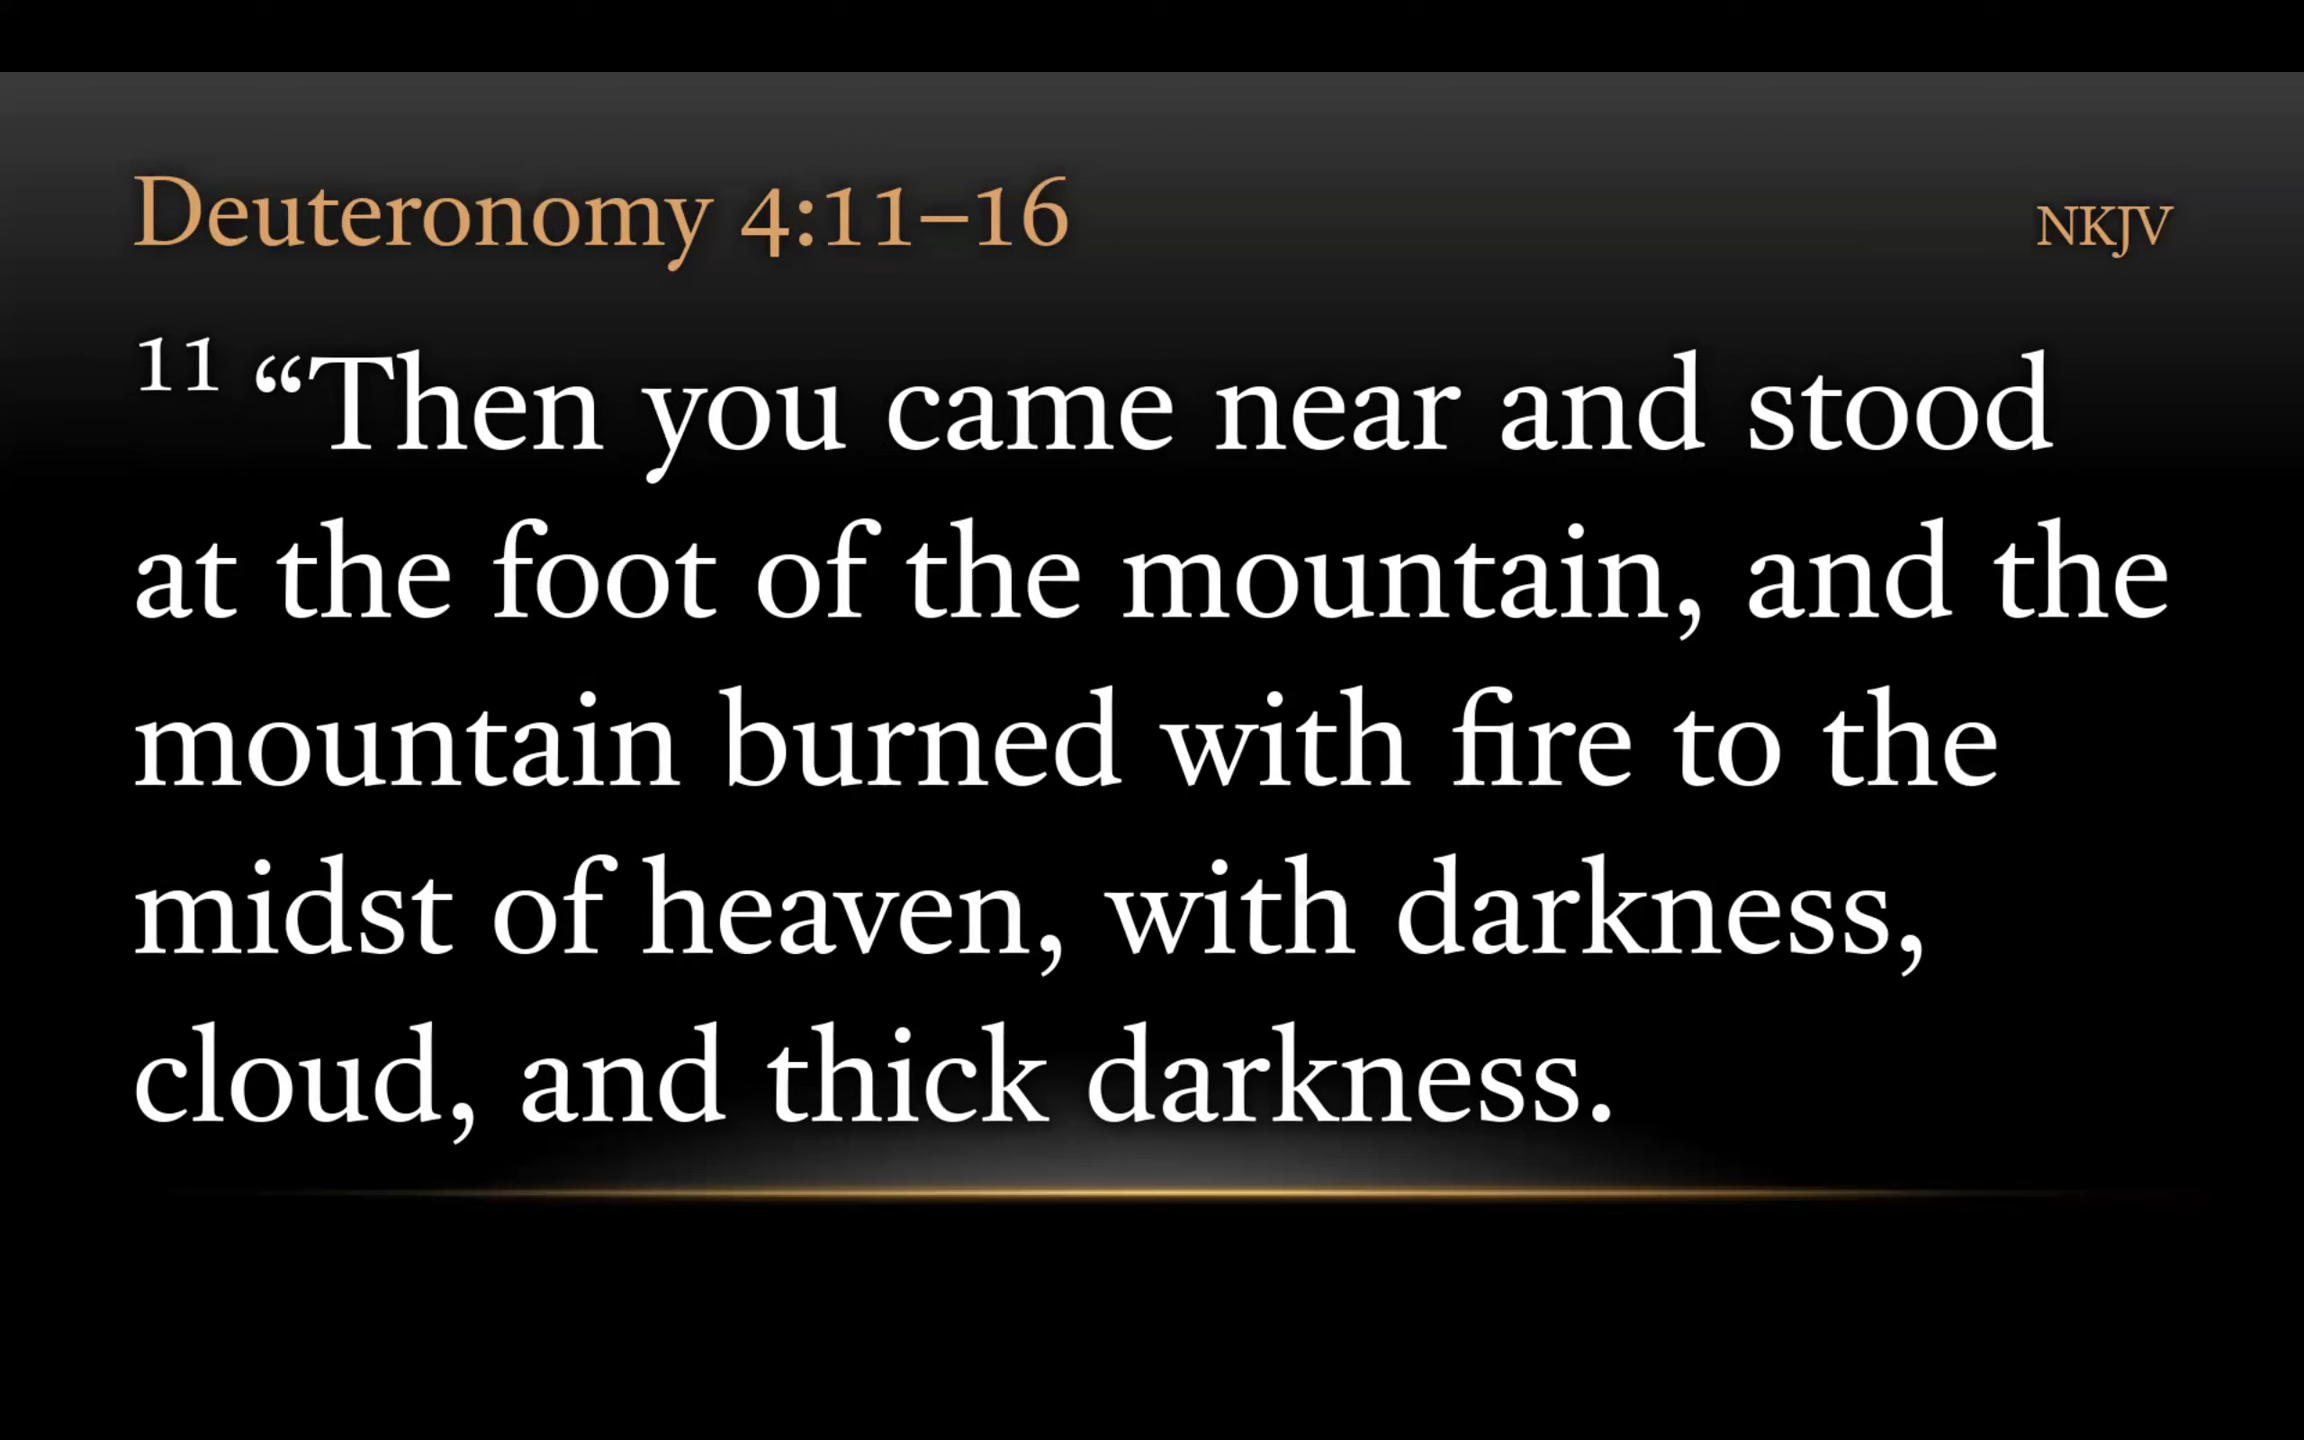 Deuteronomy 4:11–16 NKJV
11 “Then you came near and stood
at the foot of the mountain, and the
mountain burned with fire to the
midst of heaven, with darkness,
cloud, and thick darkness.